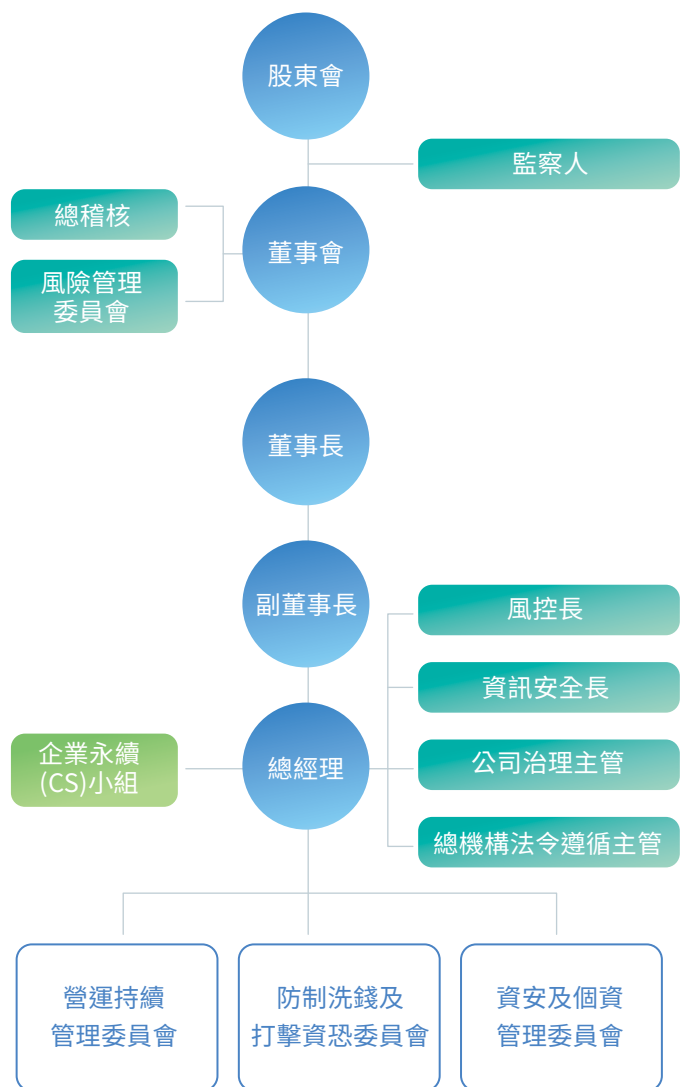 股東會
監察人
總稽核
董事會
風險管理
委員會
董事長
副董事長
風控長
資訊安全長
企業永續
(CS)小組
總經理
公司治理主管
總機構法令遵循主管
營運持續
管理委員會
防制洗錢及
打擊資恐委員會
資安及個資
管理委員會